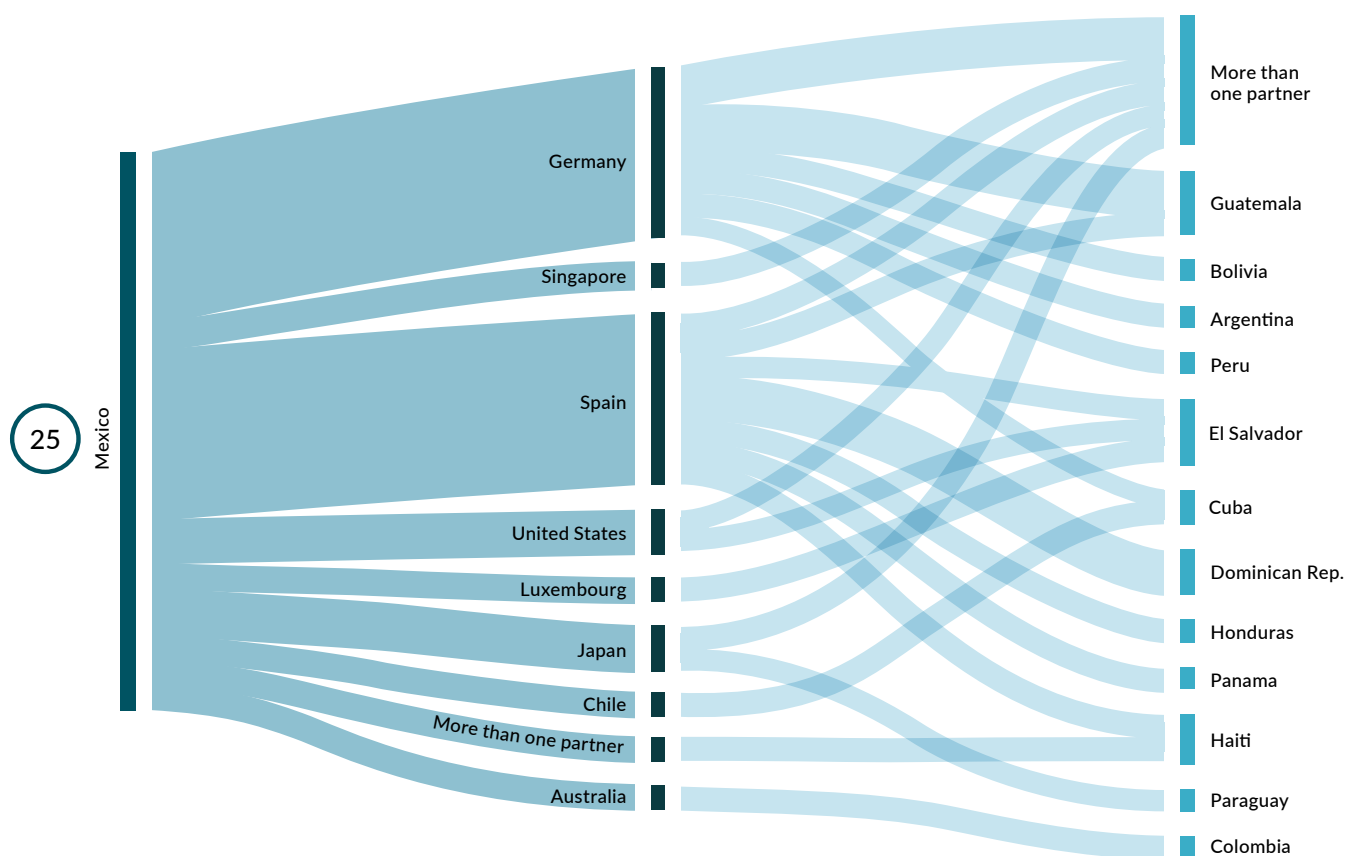 25
Mexico
Germany
Singapore
Spain
United States
Luxembourg
Japan
Chile
More than one partner
Australia
More than
one partner
Guatemala
Bolivia
Argentina
Peru
El Salvador
Cuba
Dominican Rep.
Honduras
Panama
Haiti
Paraguay
Colombia